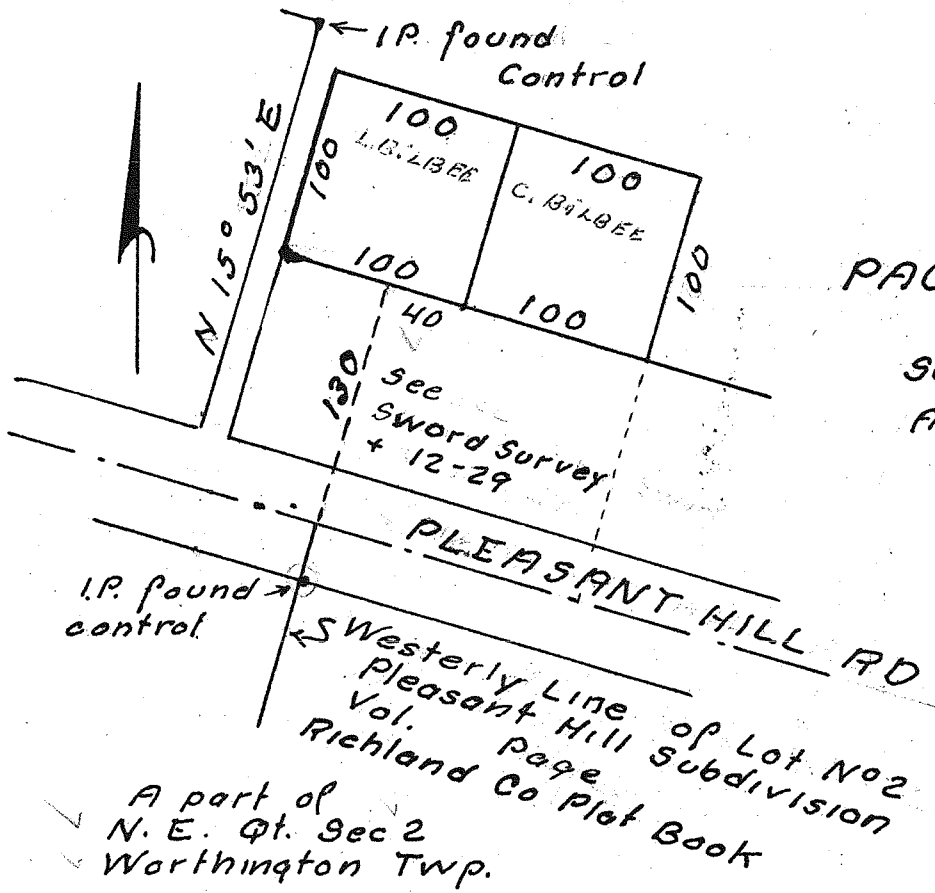 I.P. found
Control
100
L. BILBEE
100
C. BILBEE
100
100
N 15° 53' E
100
40
100
130
See
Sword Survey
+ 12-29
PLEASANT HILL RD
I.P. found
control
Westerly Line of Lot No 2
Pleasant Hill Subdivision
Vol. Page
Richland Co Plat Book
A part of
N.E. Qt. Sec 2
Worthington Twp.